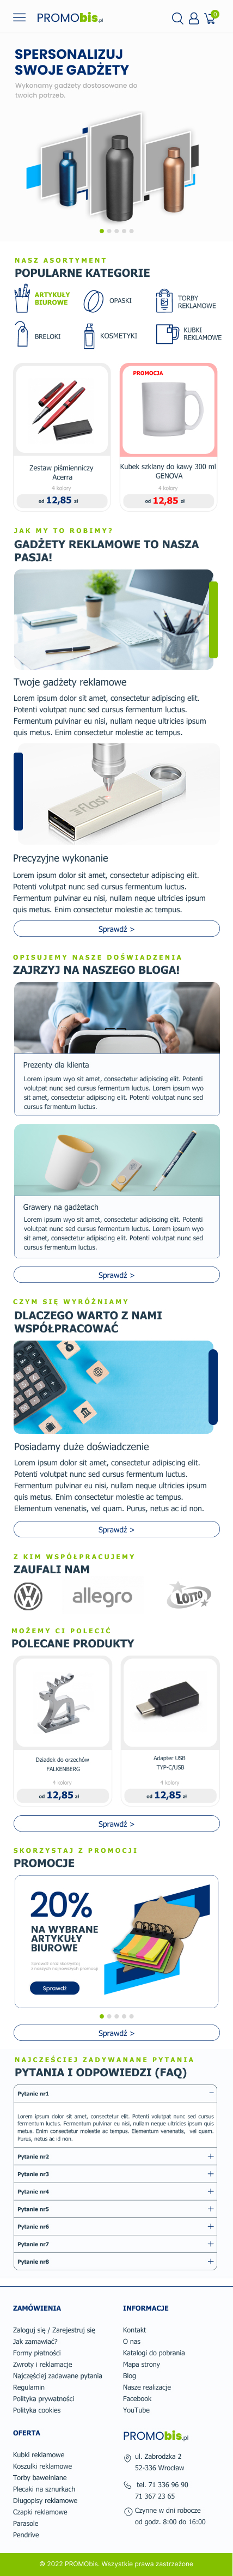 PROMObis.pl
0
SPERSONALIZUJ
SWOJE GADŻETY
Wykonamy gadżety dostosowane do
twoich potrzeb.
NASZ ASORTYMENT
POPULARNE KATEGORIE
ARTYKUŁY
BIUROWE
OPASKI
TORBY
REKLAMOWE
BRELOKI
KOSMETYKI
KUBKI
REKLAMOWE
Zestaw piśmienniczy
Acerra
4 kolory
od 12,85 zł
PROMOCJA
Kubek szklany do kawy 300 ml
GENOVA
4 kolory
od 12,85 zł
JAK MY TO ROBIMY?
GADŻETY REKLAMOWE TO NASZA
PASJA!
Twoje gadżety reklamowe
Lorem ipsum dolor sit amet, consectetur adipiscing elit.
Potenti volutpat nunc sed cursus fermentum luctus.
Fermentum pulvinar eu nisi, nullam neque ultricies ipsum
quis metus. Enim consectetur molestie ac tempus.
Precyzyjne wykonanie
Lorem ipsum dolor sit amet, consectetur adipiscing elit.
Potenti volutpat nunc sed cursus fermentum luctus.
Fermentum pulvinar eu nisi, nullam neque ultricies ipsum
quis metus. Enim consectetur molestie ac tempus.
Sprawdź >
OPISUJEMY NASZE DOŚWIADZENIA
ZAJRZYJ NA NASZEGO BLOGA!
Prezenty dla klienta
Lorem ipsum wyo sit amet, consectetur adipiscing elit. Potenti
volutpat nunc sed cursus fermentum luctus. Lorem ipsum wyo
sit amet, consectetur adipiscing elit. Potenti volutpat nunc sed
cursus fermentum luctus.
Grawery na gadżetach
Lorem ipsum wyo sit amet, consectetur adipiscing elit. Potenti
volutpat nunc sed cursus fermentum luctus. Lorem ipsum wyo
sit amet, consectetur adipiscing elit. Potenti volutpat nunc sed
cursus fermentum luctus.
Sprawdź >
CZYM SIĘ WYRÓŻNIAMY
DLACZEGO WARTO Z NAMI
WSPÓŁPRACOWAĆ
Posiadamy duże doświadczenie
Lorem ipsum dolor sit amet, consectetur adipiscing elit.
Potenti volutpat nunc sed cursus fermentum luctus.
Fermentum pulvinar eu nisi, nullam neque ultricies ipsum
quis metus. Enim consectetur molestie ac tempus.
Elementum venenatis, vel quam. Purus, netus ac id non.
Sprawdź >
Z KIM WSPÓŁPRACUJEMY
ZAUFALI NAM
allegro
LOTTO
MOŻEMY CI POLECIĆ
POLECANE PRODUKTY
Dziadek do orzechów
FALKENBERG
4 kolory
od 12,85 zł
Adapter USB
TYP-C/USB
4 kolory
od 12,85 zł
Sprawdź >
SKORZYSTAJ Z PROMOCJI
PROMOCJE
20%
NA WYBRANE
ARTYKUŁY
BIUROWE
Sprawdź
Sprawdź >
NAJCZEŚCIEJ ZADYWANANE PYTANIA
PYTANIA I ODPOWIEDZI (FAQ)
Pytanie nr1
Lorem ipsum dolor sit amet, consectetur elit. Potenti volutpat nunc sed cursus
fermentum luctus. Fermentum pulvinar eu nisi, nullam neque ultricies ipsum quis
metus. Enim consectetur molestie ac tempus. Elementum venenatis, vel quam.
Purus, netus ac id non.
Pytanie nr2
Pytanie nr3
Pytanie nr4
Pytanie nr5
Pytanie nr6
Pytanie nr7
Pytanie nr8
ZAMÓWIENIA
Zaloguj się / Zarejestruj się
Jak zamawiać?
Formy płatności
Zwroty i reklamacje
Najczęściej zadawane pytania
Regulamin
Polityka prywatności
Polityka cookies
INFORMACJE
Kontakt
O nas
Katalogi do pobrania
Mapa strony
Blog
Nasze realizacje
Facebook
YouTube
OFERTA
Kubki reklamowe
Koszulki reklamowe
Torby bawełniane
Plecaki na sznurkach
Długopisy reklamowe
Czapki reklamowe
Parasole
Pendrive
PROMObis.pl
ul. Zabrodzka 2
52-336 Wrocław
tel. 71 336 96 90
71 367 23 65
Czynne w dni robocze
od godz. 8:00 do 16:00
© 2022 PROMObis. Wszystkie prawa zastrzeżone